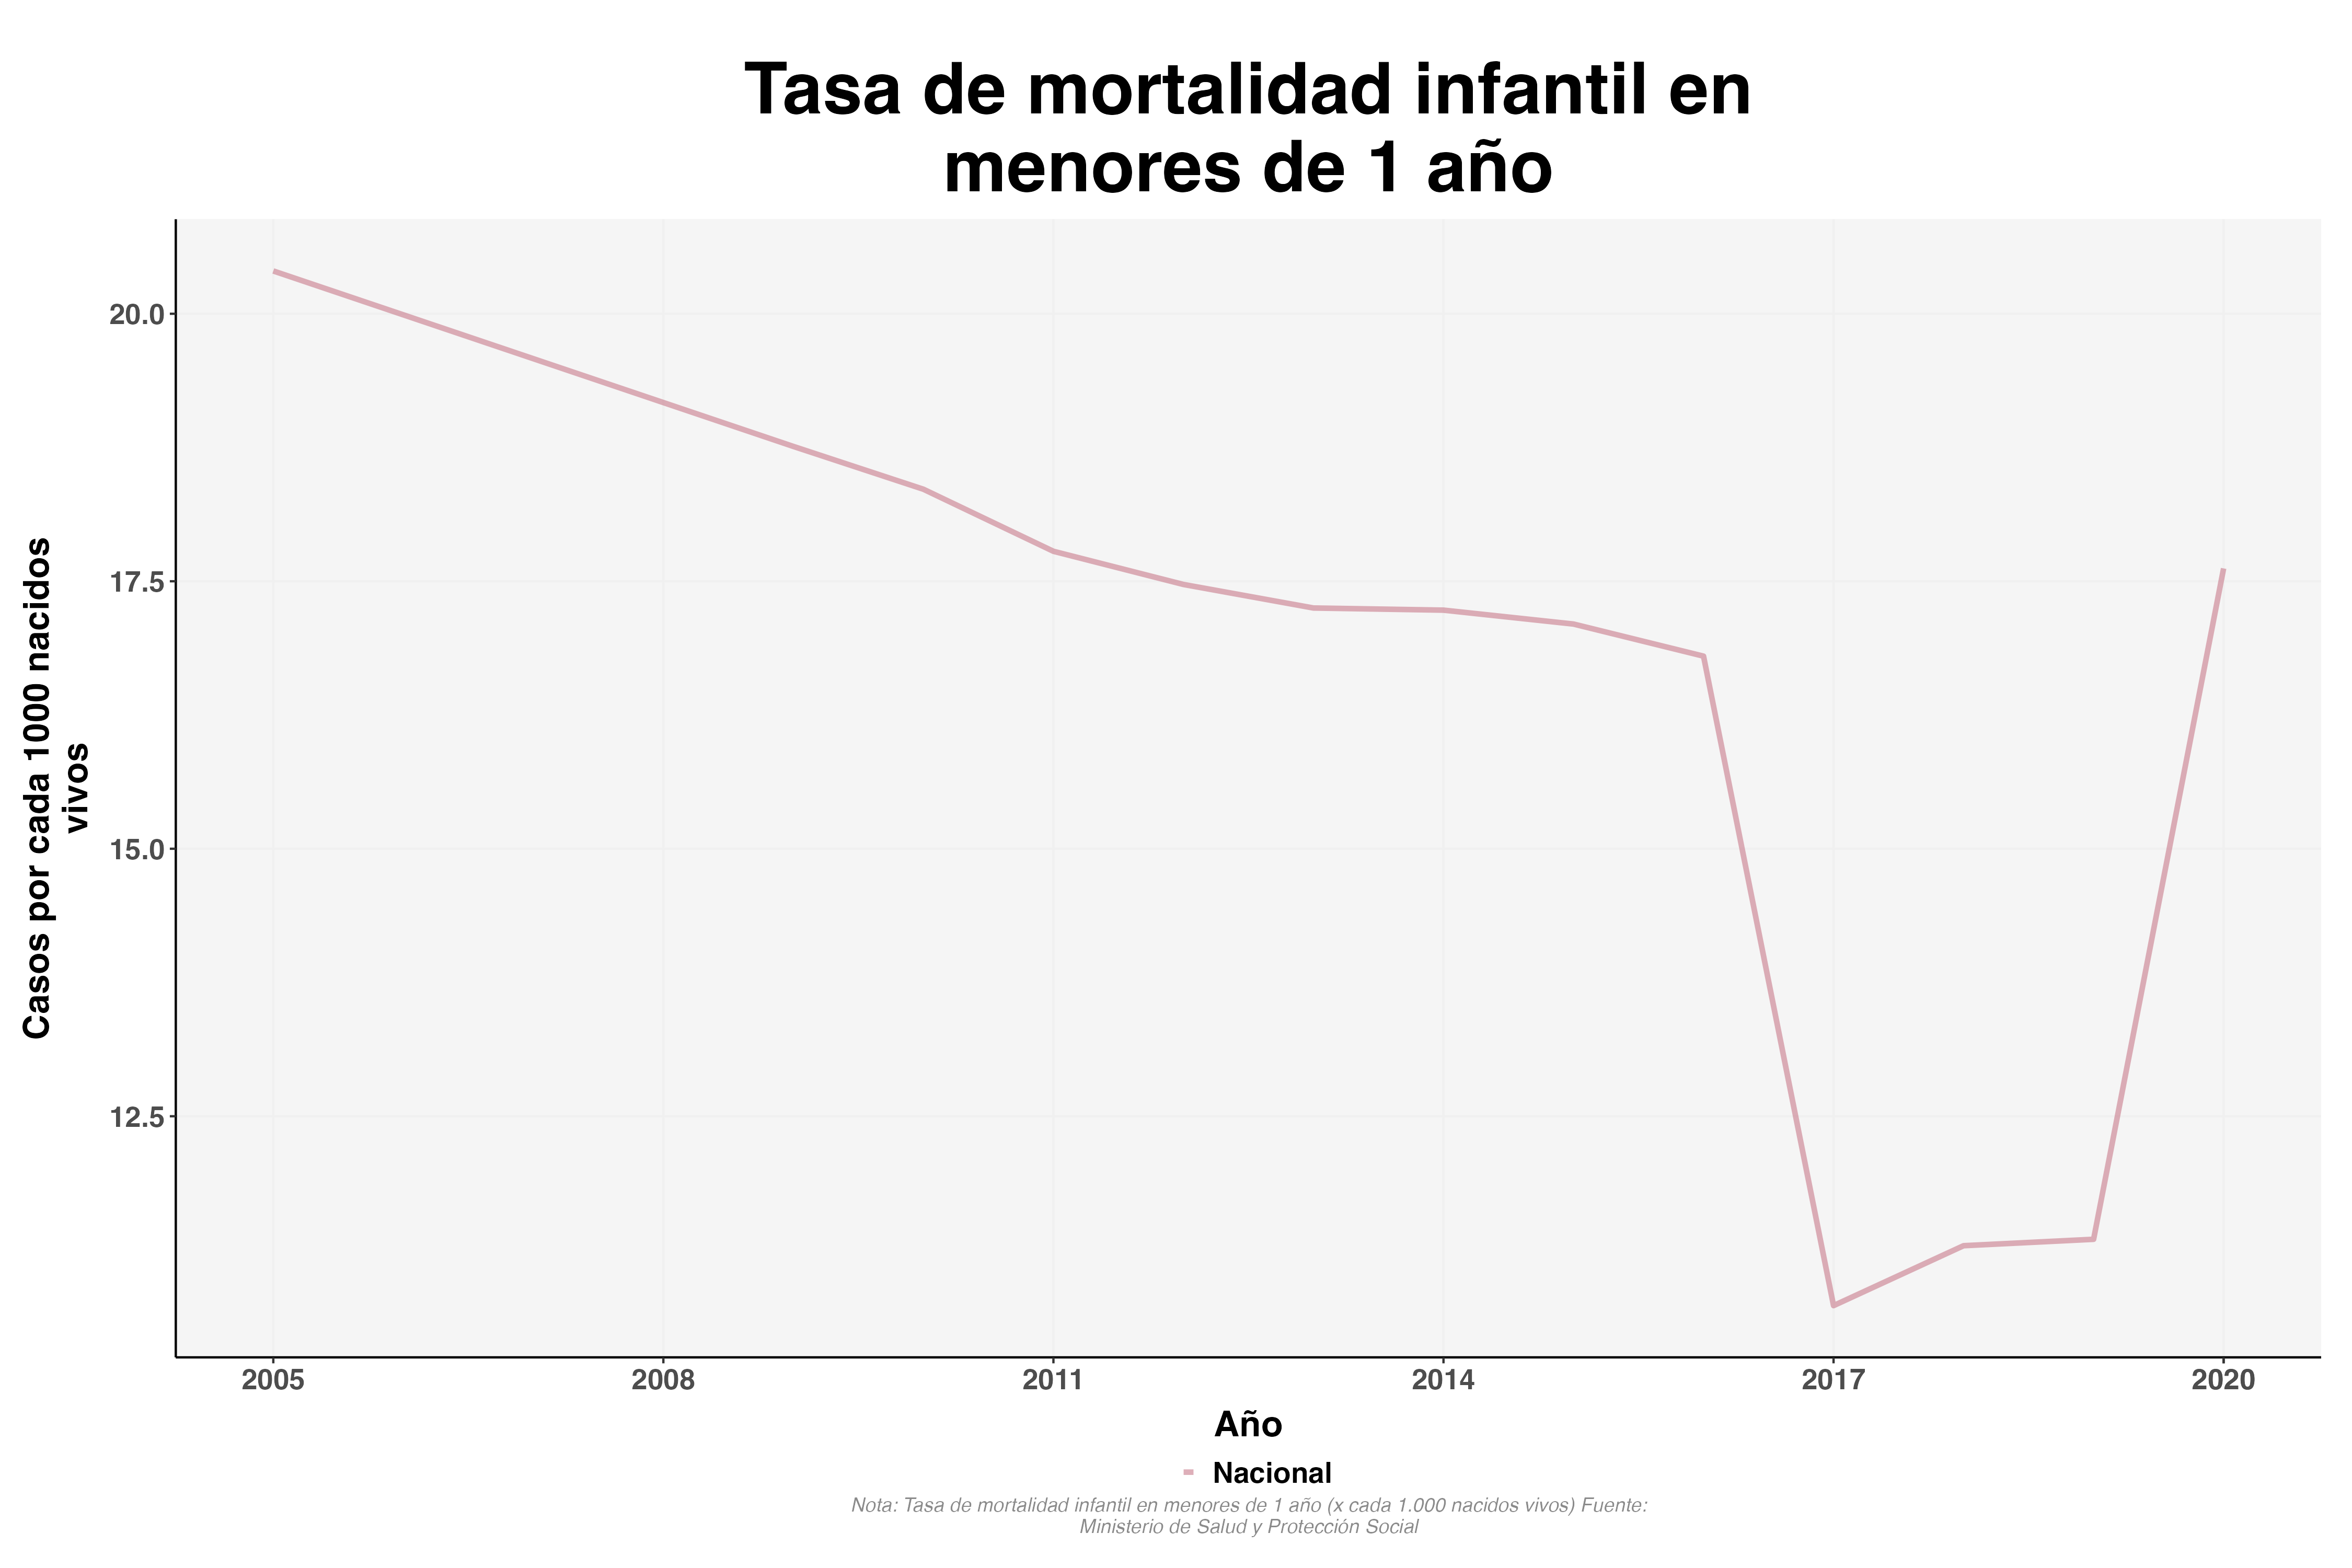 Tasa de mortalidad infantil en
menores de 1 año
Casos por cada 1000 nacidos
vivos
20.0
17.5
15.0
12.5
2005
2008
2011
2014
2017
2020
Año
Nacional
Nota: Tasa de mortalidad infantil en menores de 1 año (x cada 1.000 nacidos vivos) Fuente:
Ministerio de Salud y Protección Social